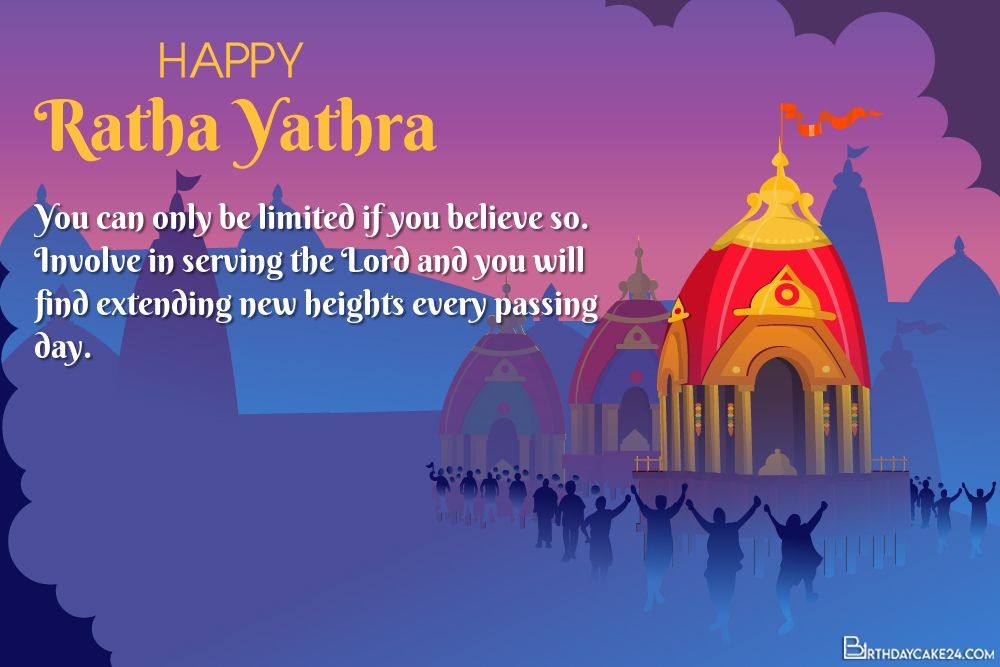 HAPPY
Ratha Yathra
You can only be limited if you believe so.
Involve in serving the Lord and you will
find extending new heights every passing
day.
BIRTHDAYCAKE24.COM